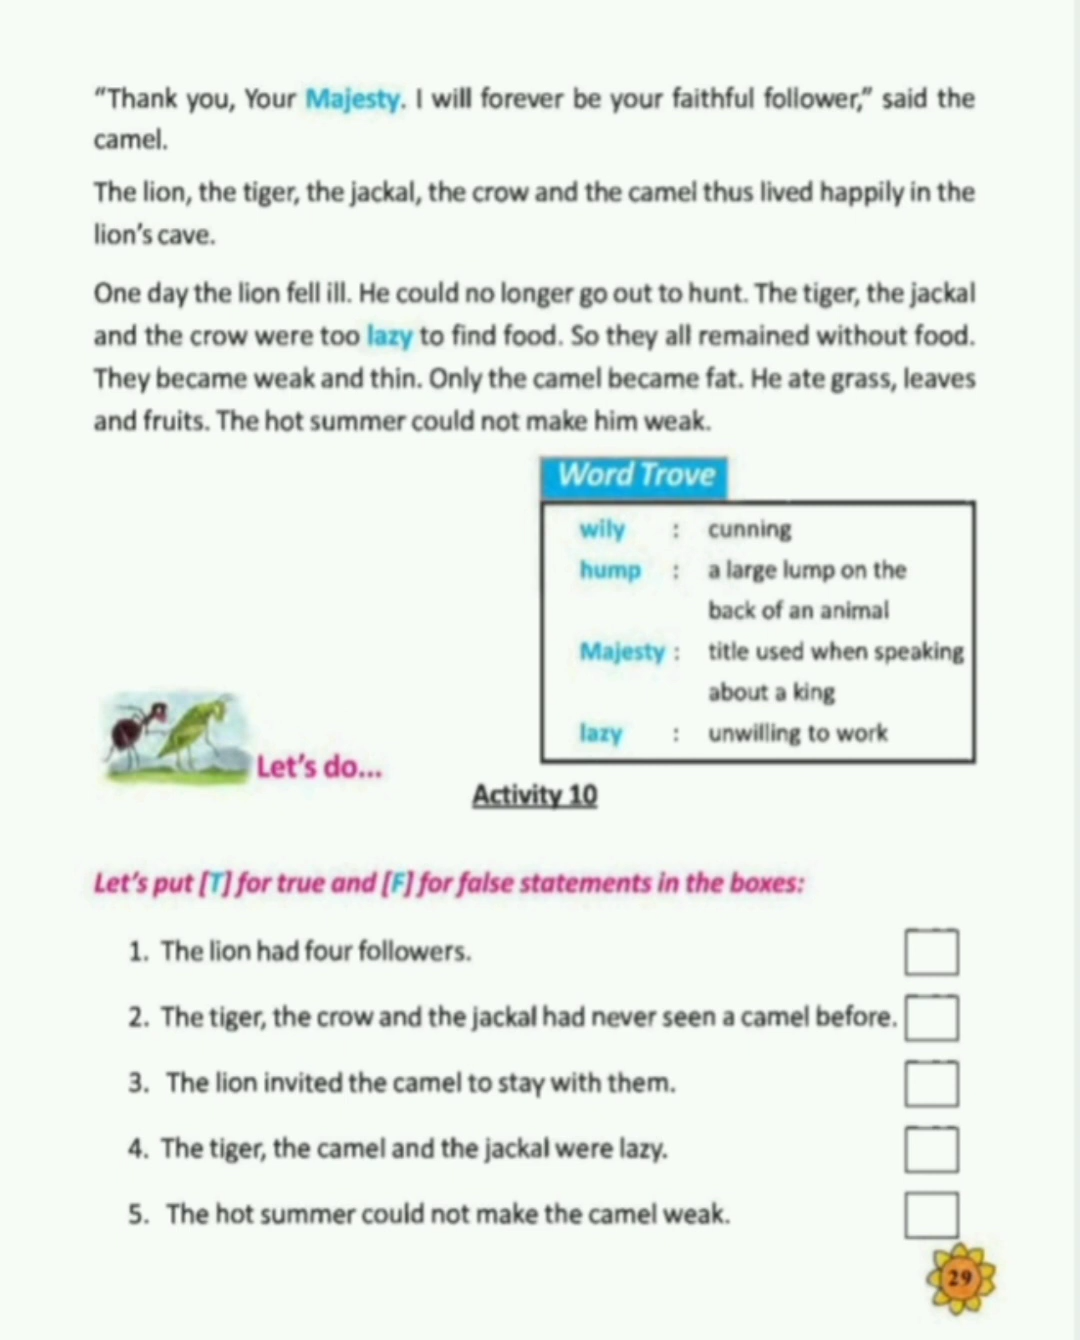 “Thank you, Your Majesty. I will forever be your faithful follower,” said the
camel.
The lion, the tiger, the jackal, the crow and the camel thus lived happily in the
lion’s cave.
One day the lion fell ill. He could no longer go out to hunt. The tiger, the jackal
and the crow were too lazy to find food. So they all remained without food.
They became weak and thin. Only the camel became fat. He ate grass, leaves
and fruits. The hot summer could not make him weak.
Word Trove
wily : cunning
hump : a large lump on the
back of an animal
Majesty : title used when speaking
about a king
lazy : unwilling to work
Let’s do...
Activity 10
Let’s put [T] for true and [F] for false statements in the boxes:
1. The lion had four followers.
2. The tiger, the crow and the jackal had never seen a camel before.
3. The lion invited the camel to stay with them.
4. The tiger, the camel and the jackal were lazy.
5. The hot summer could not make the camel weak.
29